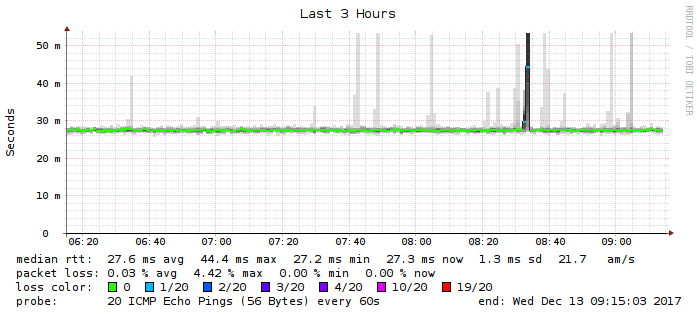 Last 3 Hours
RRDTOOL / TOBI OETIKER
Seconds
50 m
40 m
30 m
20 m
10 m
0
06:20 06:40 07:00 07:20 07:40 08:00 08:20 08:40 09:00
median rtt: 27.6 ms avg 44.4 ms max 27.2 ms min 27.3 ms now 1.3 ms sd 21.7 am/s
packet loss: 0.03 % avg 4.42 % max 0.00 % min 0.00 % now
loss color: 0 1/20 2/20 3/20 4/20 10/20 19/20
probe: 20 ICMP Echo Pings (56 Bytes) every 60s end: Wed Dec 13 09:15:03 2017